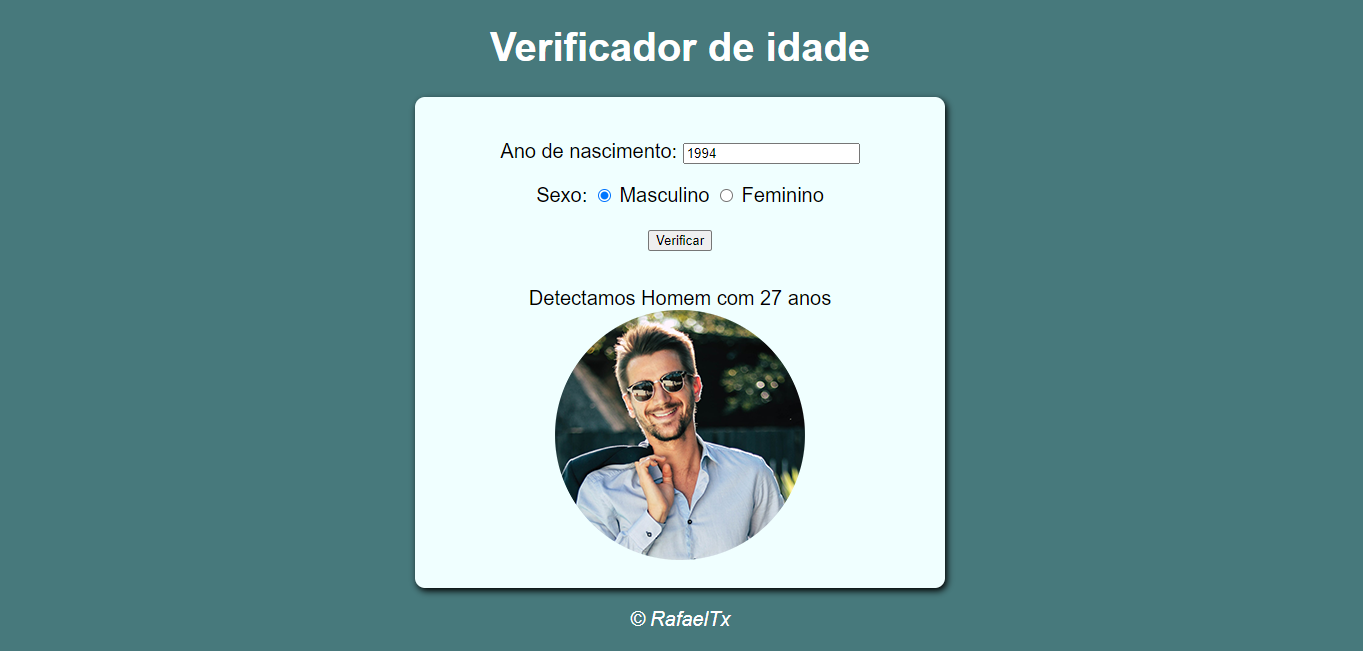 Verificador de idade
Ano de nascimento: 1994
Sexo: Masculino Feminino
Verificar
Detectamos Homem com 27 anos
© RafaelTx